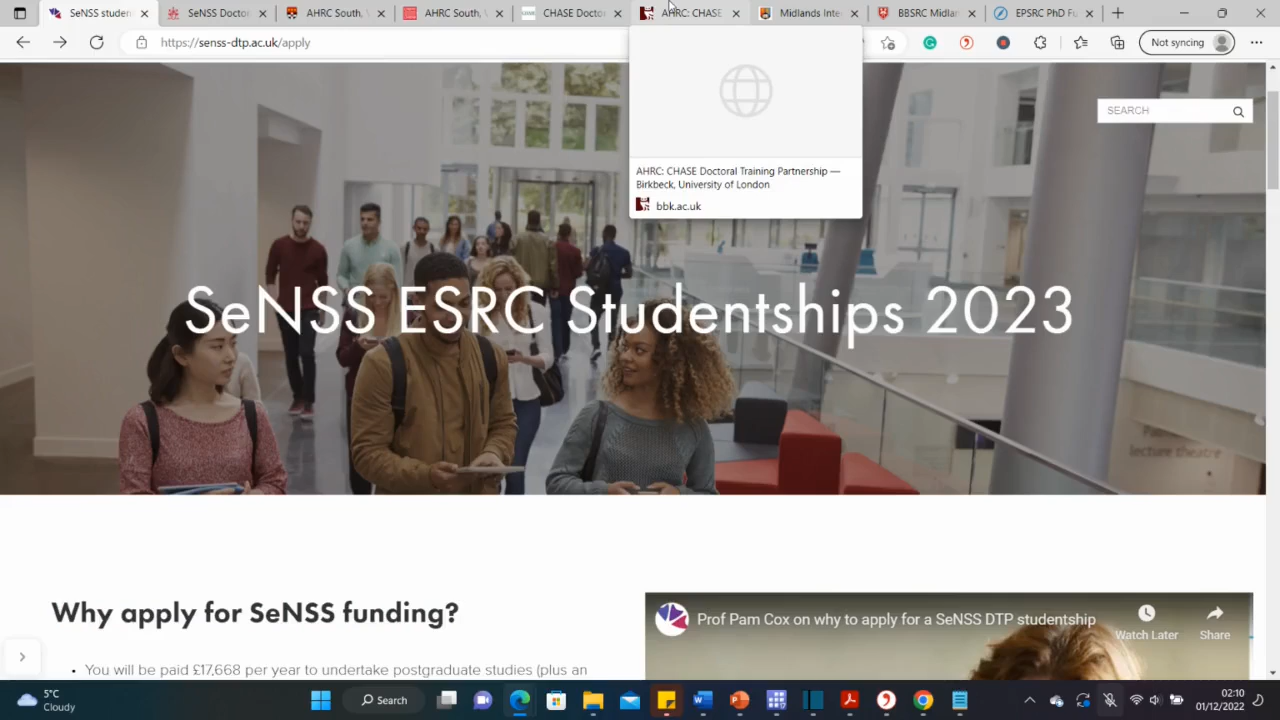 SeNSS studen
SeNSS Doctor
AHRC South, W
AHRC South, W
CHASE Doctor
AHRC: CHASE
Midlands Inte
BBSRC Midlan
EPSRC PhD Fu
https://senss-dtp.ac.uk/apply
Not syncing
SEARCH
AHRC: CHASE Doctoral Training Partnership —
Birkbeck, University of London
bbk.ac.uk
SeNSS ESRC Studentships 2023
lecture theatre
Why apply for SeNSS funding?
• You will be paid £17,668 per year to undertake postgraduate studies (plus an
Prof Pam Cox on why to apply for a SeNSS DTP studentship
Watch Later
Share
5°C
Cloudy
Search
02:10
01/12/2022